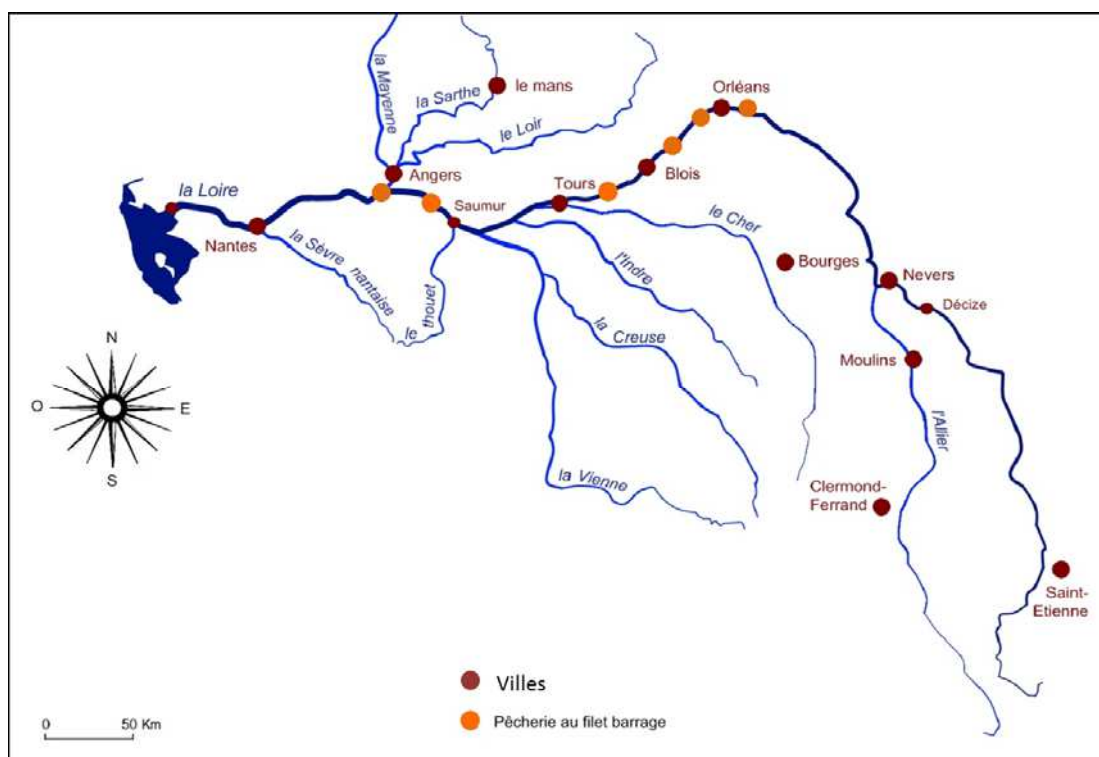 la Mayenne
la Sarthe
le mans
le Loir
Orléans
Angers
la Loire
Tours
Blois
Saumur
Nantes
le Cher
la Sèvre nantaise
le thouet
l'Indre
Bourges
Nevers
Décize
la Creuse
Moulins
l'Allier
N
O
E
S
la Vienne
Clermond-
Ferrand
Saint-
Etienne
Villes
Pêcherie au filet barrage
0 50 Km